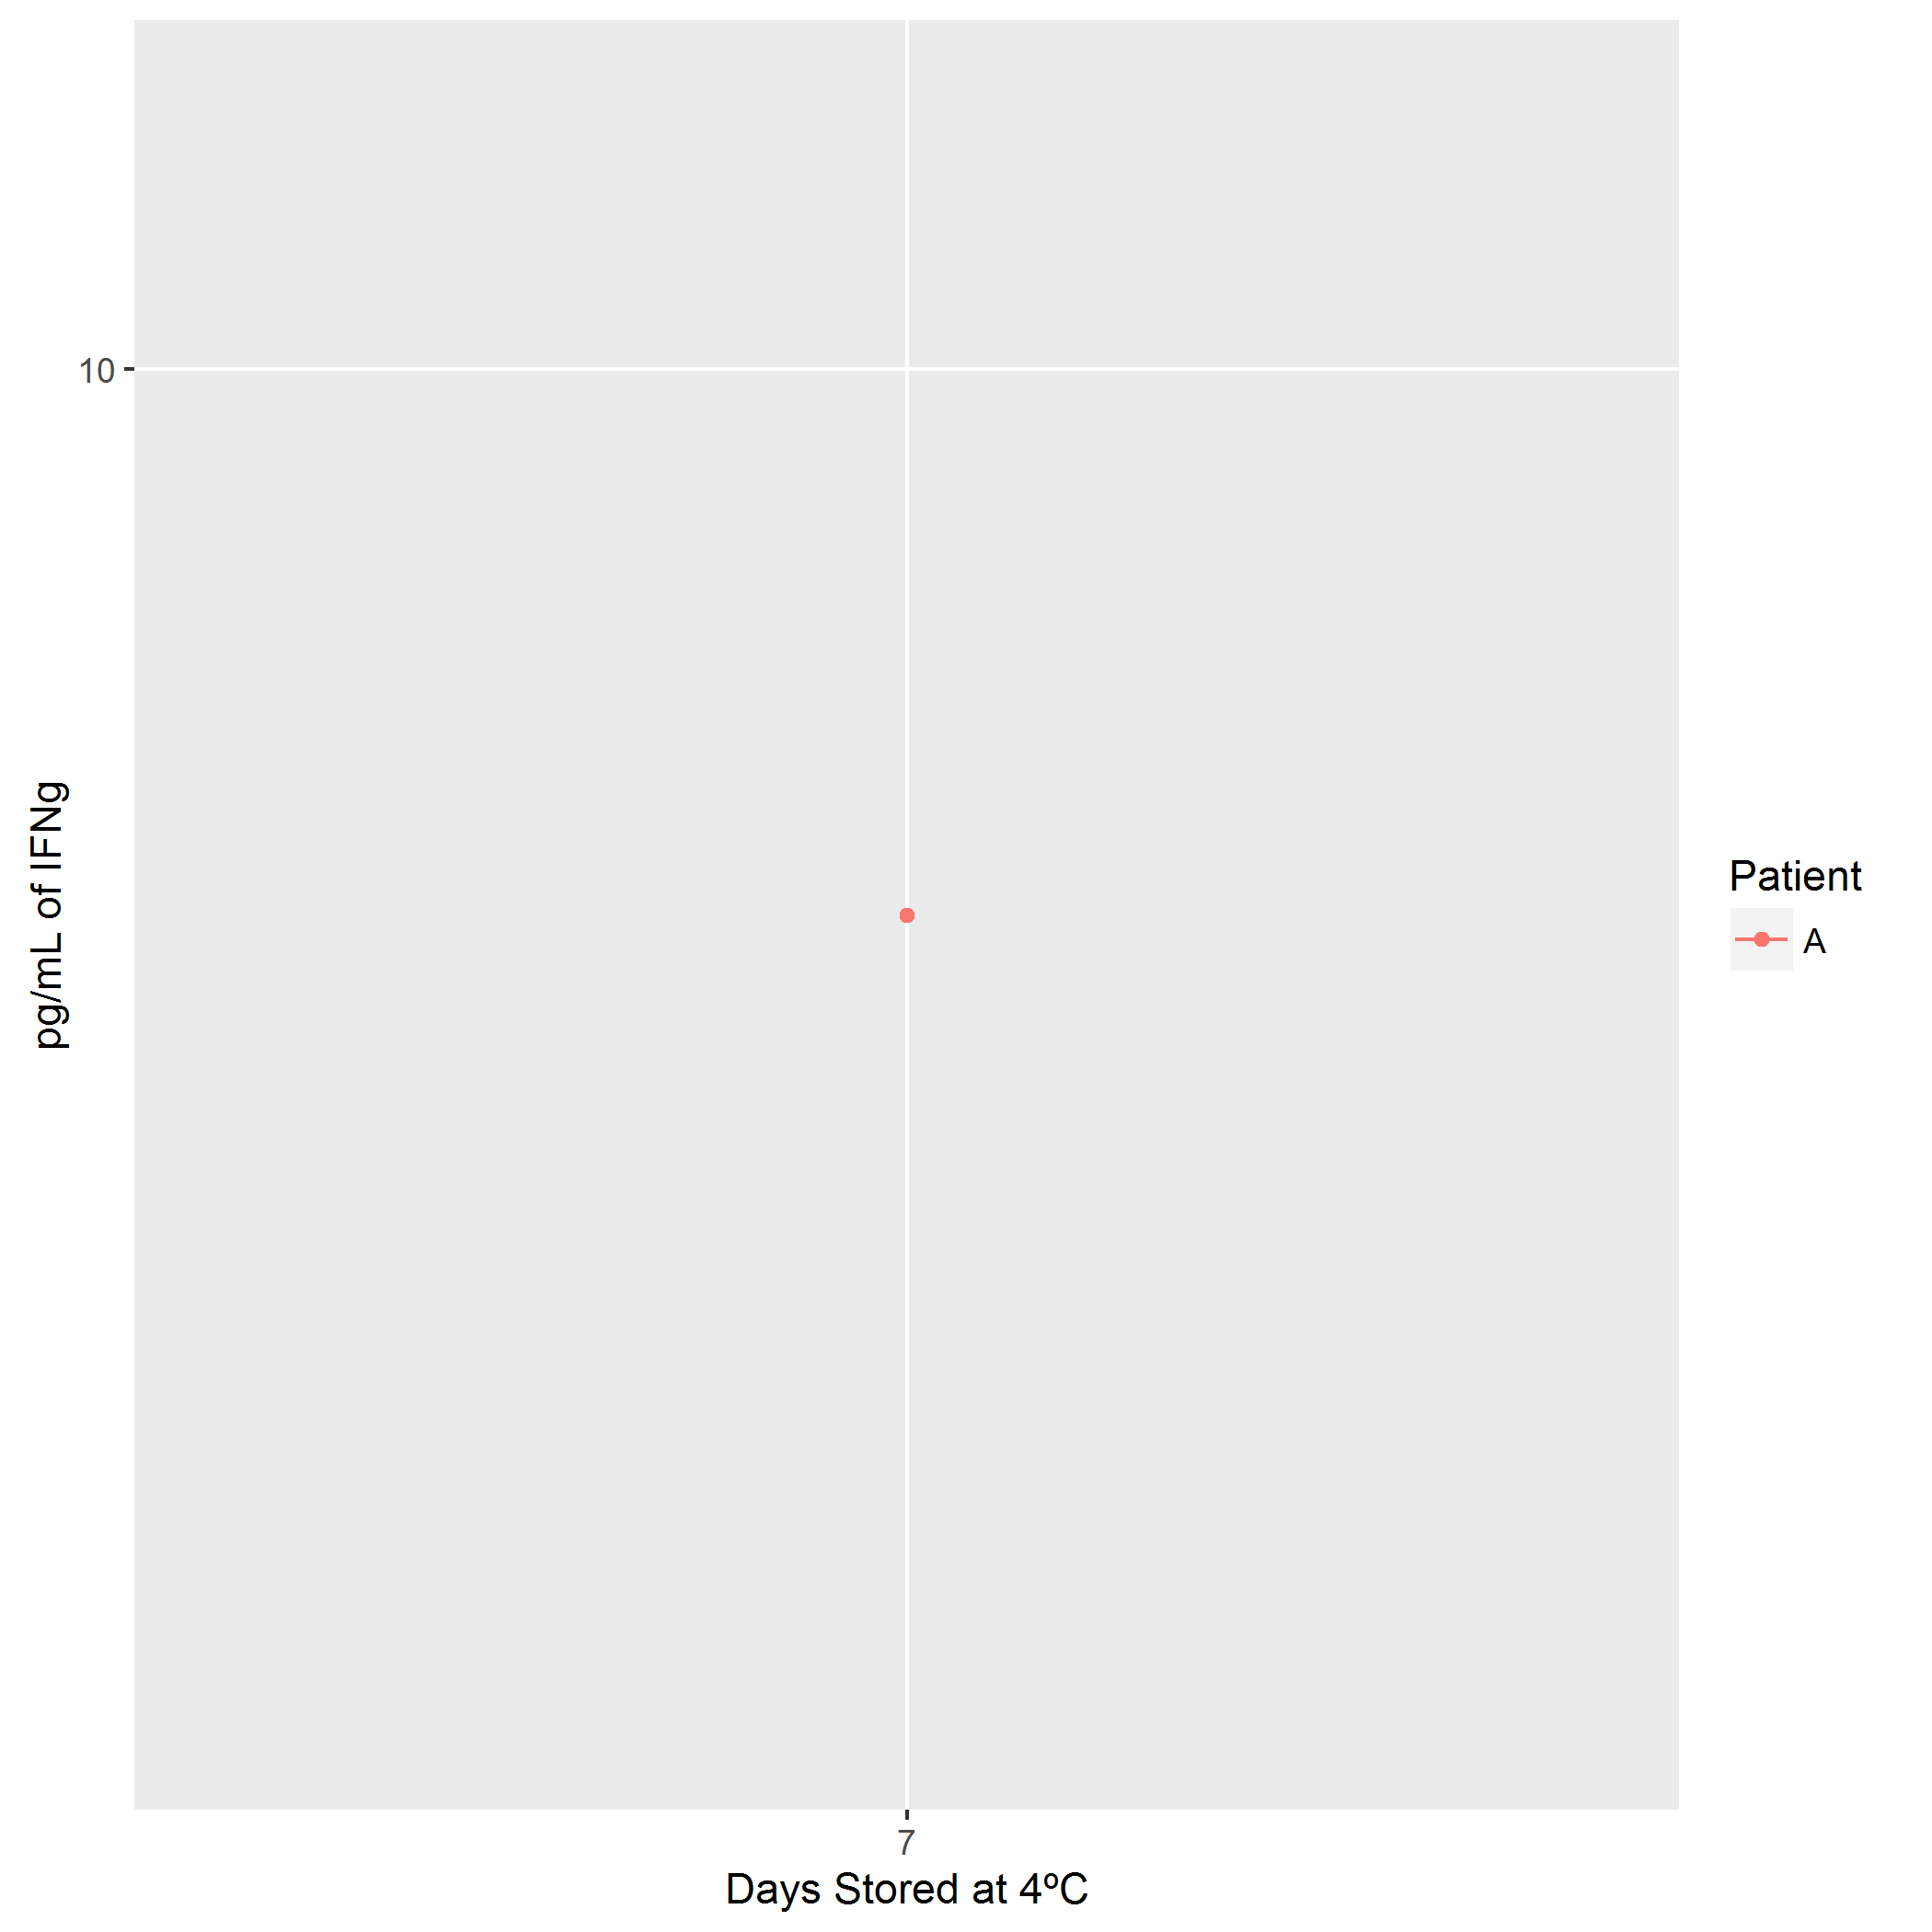 10
pg/mL of IFNg
Patient
A
7
Days Stored at 4ºC